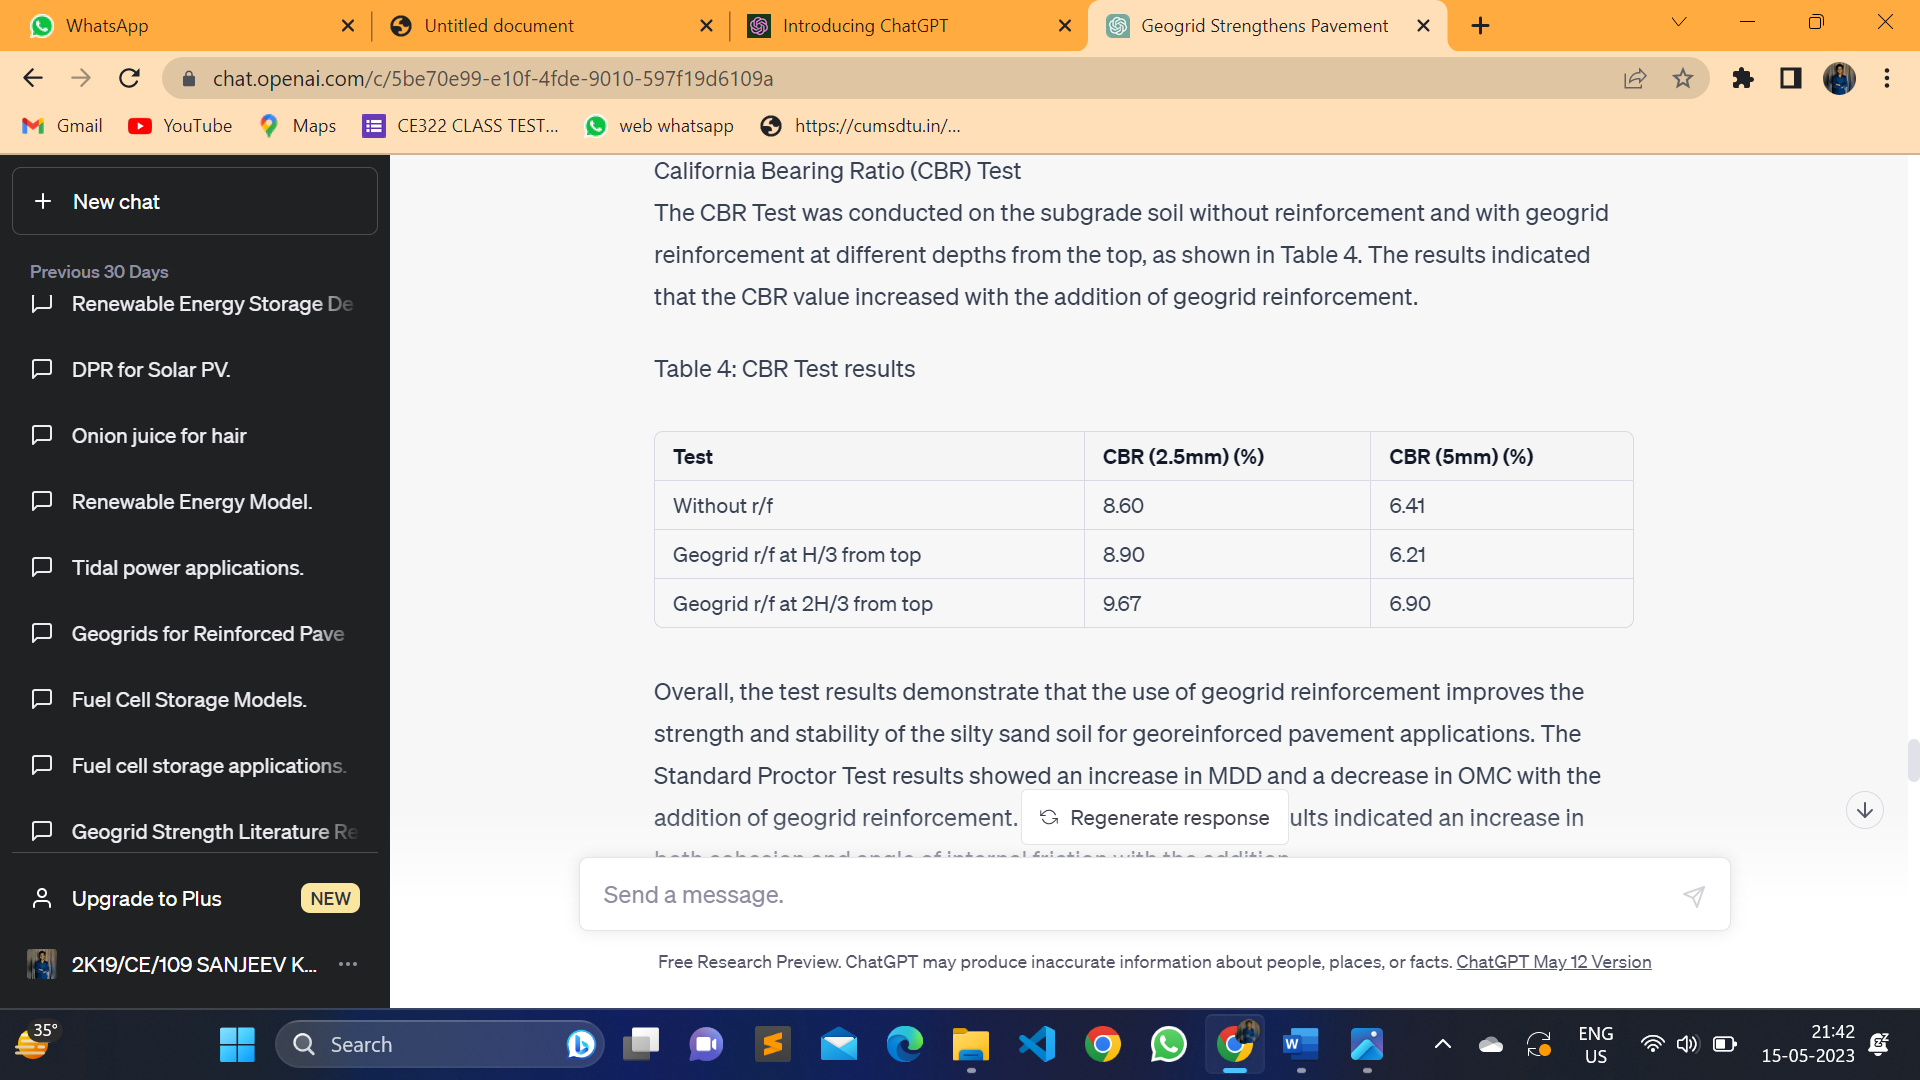 WhatsApp
Untitled document
Introducing ChatGPT
Geogrid Strengthens Pavement
chat.openai.com/c/5be70e99-e10f-4fde-9010-597f19d6109a
Gmail
YouTube
Maps
CE322 CLASS TEST...
web whatsapp
https://cumsdtu.in/...
+ New chat
Previous 30 Days
Renewable Energy Storage De
DPR for Solar PV.
Onion juice for hair
Renewable Energy Model.
Tidal power applications.
Geogrids for Reinforced Pave
Fuel Cell Storage Models.
Fuel cell storage applications.
Geogrid Strength Literature Re
Upgrade to Plus NEW
2K19/CE/109 SANJEEV K... ...
California Bearing Ratio (CBR) Test
The CBR Test was conducted on the subgrade soil without reinforcement and with geogrid
reinforcement at different depths from the top, as shown in Table 4. The results indicated
that the CBR value increased with the addition of geogrid reinforcement.
Table 4: CBR Test results
Test CBR (2.5mm) (%) CBR (5mm) (%)
Without r/f 8.60 6.41
Geogrid r/f at H/3 from top 8.90 6.21
Geogrid r/f at 2H/3 from top 9.67 6.90
Overall, the test results demonstrate that the use of geogrid reinforcement improves the
strength and stability of the silty sand soil for georeinforced pavement applications. The
Standard Proctor Test results showed an increase in MDD and a decrease in OMC with the
addition of geogrid reinforcement. ults indicated an increase in
Regenerate response
both cohesion and angle of internal friction with the addition
Send a message.
Free Research Preview. ChatGPT may produce inaccurate information about people, places, or facts. ChatGPT May 12 Version
35°
Search
ENG
US
21:42
15-05-2023